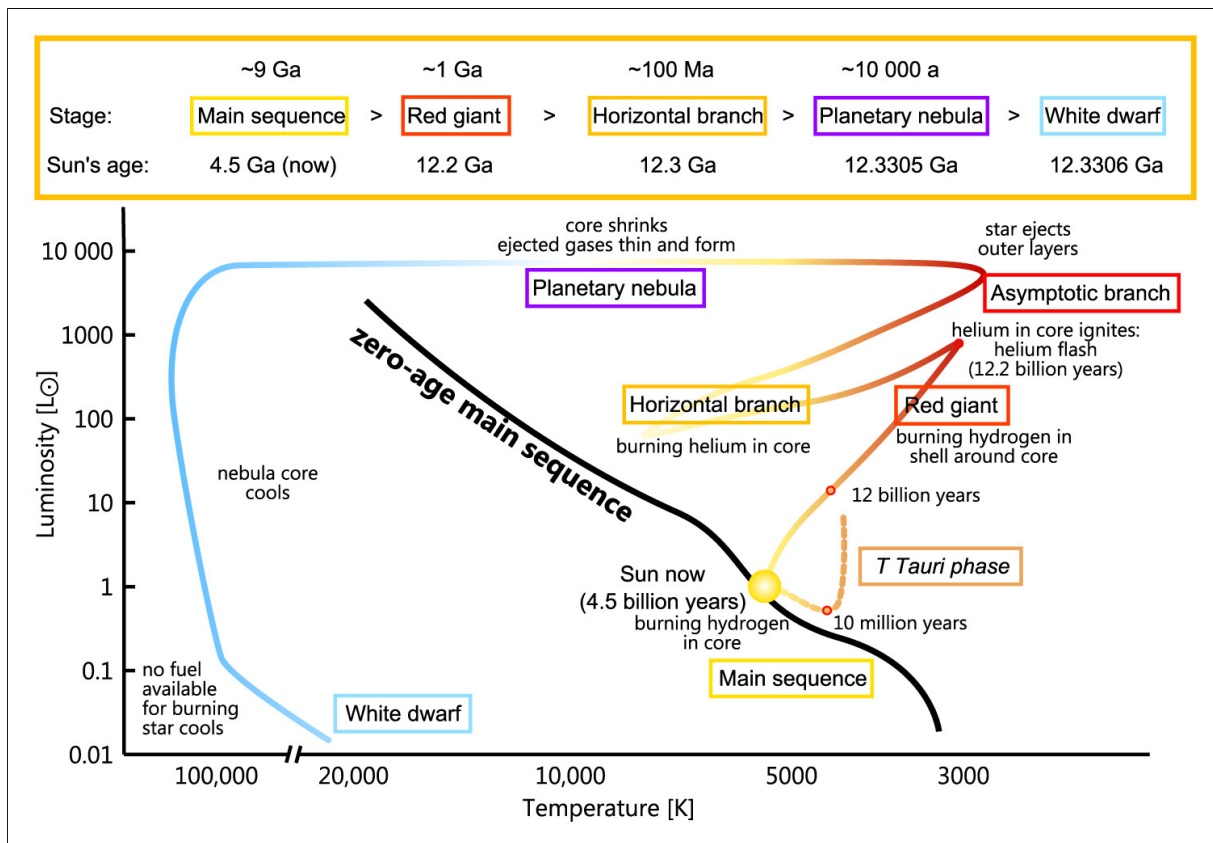 ~9 Ga ~1 Ga ~100 Ma ~10 000 a
Stage: Main sequence > Red giant > Horizontal branch > Planetary nebula > White dwarf
Sun's age: 4.5 Ga (now) 12.2 Ga 12.3 Ga 12.3305 Ga 12.3306 Ga
core shrinks
ejected gases thin and form
Planetary nebula
star ejects
outer layers
Asymptotic branch
helium in core ignites:
helium flash
(12.2 billion years)
Horizontal branch
burning helium in core
Red giant
burning hydrogen in
shell around core
12 billion years
zero-age main sequence
nebula core
cools
T Tauri phase
Sun now
(4.5 billion years)
burning hydrogen
in core
10 million years
Main sequence
no fuel
available
for burning
star cools
White dwarf
Luminosity [L☉]
10 000
1000
100
10
1
0.1
0.01
100,000 20,000 10,000 5000 3000
Temperature [K]